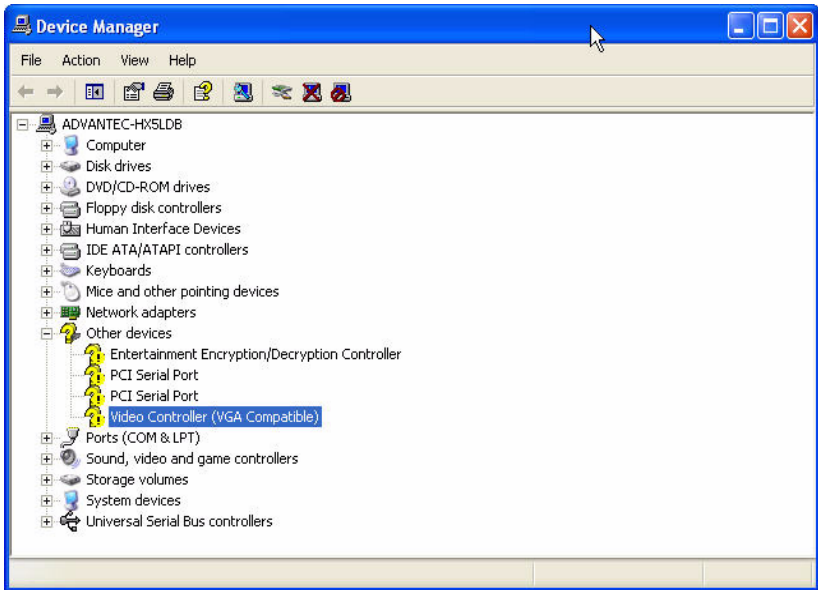 Device Manager
File Action View Help
ADVANTEC-HX5LDB
Computer
Disk drives
DVD/CD-ROM drives
Floppy disk controllers
Human Interface Devices
IDE ATA/ATAPI controllers
Keyboards
Mice and other pointing devices
Network adapters
Other devices
Entertainment Encryption/Decryption Controller
PCI Serial Port
PCI Serial Port
Video Controller (VGA Compatible)
Ports (COM & LPT)
Sound, video and game controllers
Storage volumes
System devices
Universal Serial Bus controllers